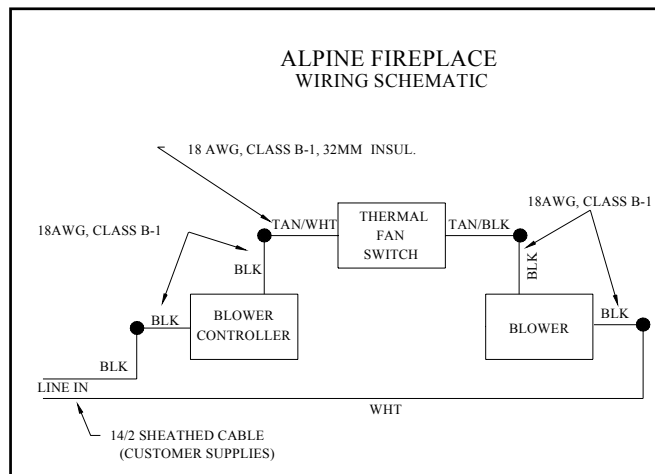 ALPINE FIREPLACE
WIRING SCHEMATIC
18 AWG, CLASS B-1, 32MM INSUL.
18AWG, CLASS B-1
18AWG, CLASS B-1
TAN/WHT
THERMAL
FAN
SWITCH
TAN/BLK
BLK
BLK
BLK
BLOWER
CONTROLLER
BLOWER
BLK
BLK
LINE IN
WHT
14/2 SHEATHED CABLE
(CUSTOMER SUPPLIES)